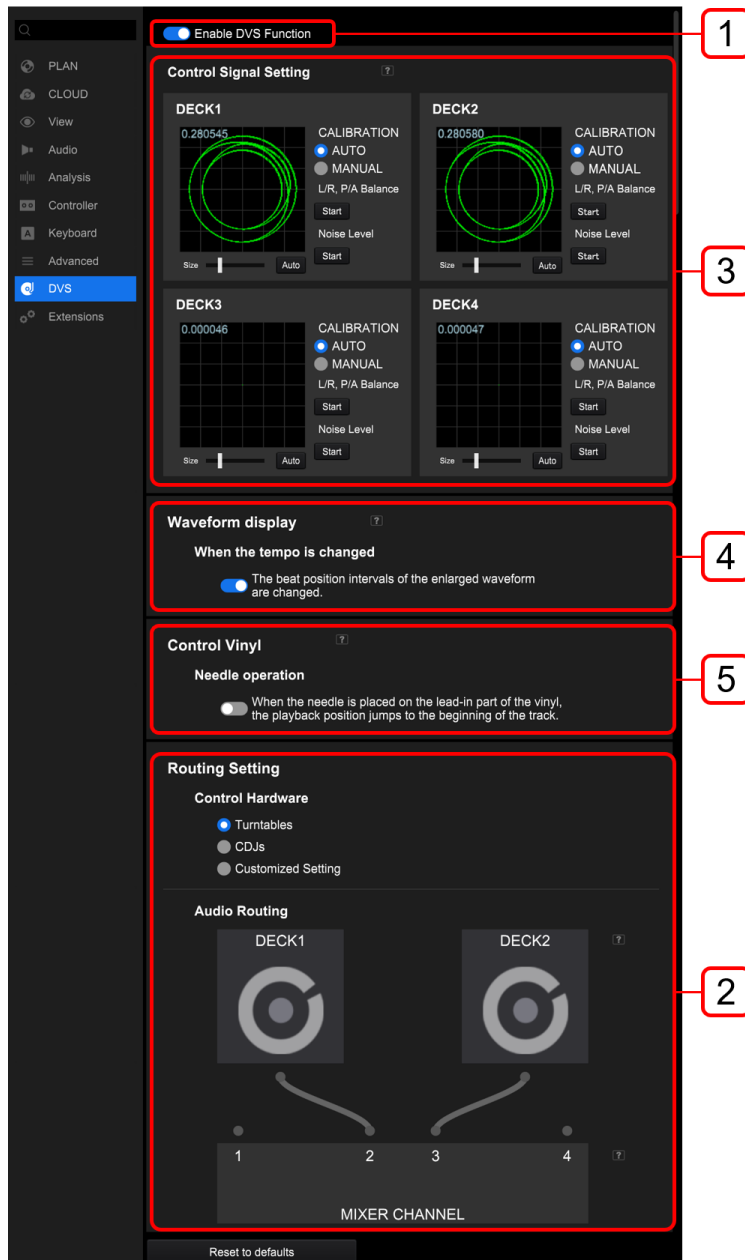 Enable DVS Function
1
PLAN
CLOUD
View
Audio
Analysis
Controller
A Keyboard
Advanced
DVS
Extensions
Control Signal Setting ?
DECK1
0.280545
CALIBRATION
AUTO
MANUAL
L/R, P/A Balance
Start
Noise Level
Start
Size
Auto
DECK2
0.280580
CALIBRATION
AUTO
MANUAL
L/R, P/A Balance
Start
Noise Level
Start
Size
Auto
3
DECK3
0.000046
CALIBRATION
AUTO
MANUAL
L/R, P/A Balance
Start
Noise Level
Start
Size
Auto
DECK4
0.000047
CALIBRATION
AUTO
MANUAL
L/R, P/A Balance
Start
Noise Level
Start
Size
Auto
Waveform display ?
When the tempo is changed
The beat position intervals of the enlarged waveform
are changed.
4
Control Vinyl ?
Needle operation
When the needle is placed on the lead-in part of the vinyl,
the playback position jumps to the beginning of the track.
5
Routing Setting
Control Hardware
Turntables
CDJs
Customized Setting
Audio Routing
DECK1
DECK2
?
2
1 2 3 4
?
MIXER CHANNEL
Reset to defaults